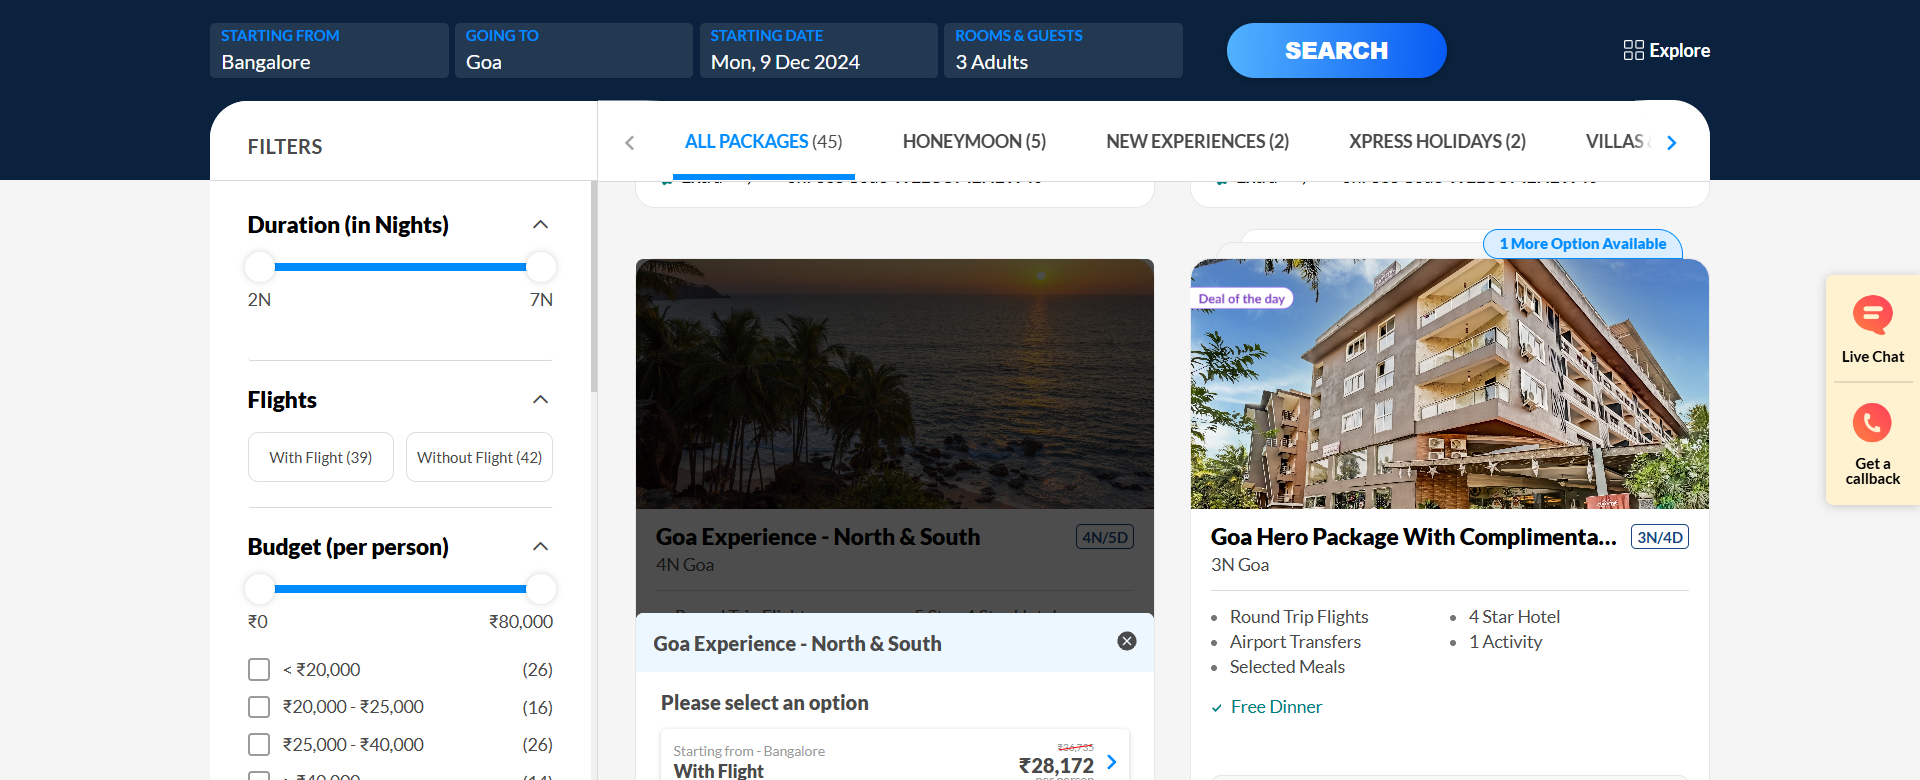 STARTING FROM
Bangalore
GOING TO
Goa
STARTING DATE
Mon, 9 Dec 2024
ROOMS & GUESTS
3 Adults
SEARCH
Explore
FILTERS
ALL PACKAGES (45)
HONEYMOON (5)
NEW EXPERIENCES (2)
XPRESS HOLIDAYS (2)
VILLAS
Duration (in Nights)
2N
7N
Flights
With Flight (39)
Without Flight (42)
Budget (per person)
₹0
₹80,000
< ₹20,000
(26)
₹20,000 - ₹25,000
(16)
₹25,000 - ₹40,000
(26)
Goa Experience - North & South
4N/5D
4N Goa
Goa Experience - North & South
Please select an option
Starting from - Bangalore
With Flight
₹36,735
₹28,172
1 More Option Available
Deal of the day
Goa Hero Package With Complimenta...
3N/4D
3N Goa
Round Trip Flights
4 Star Hotel
Airport Transfers
1 Activity
Selected Meals
Free Dinner
Live Chat
Get a
callback